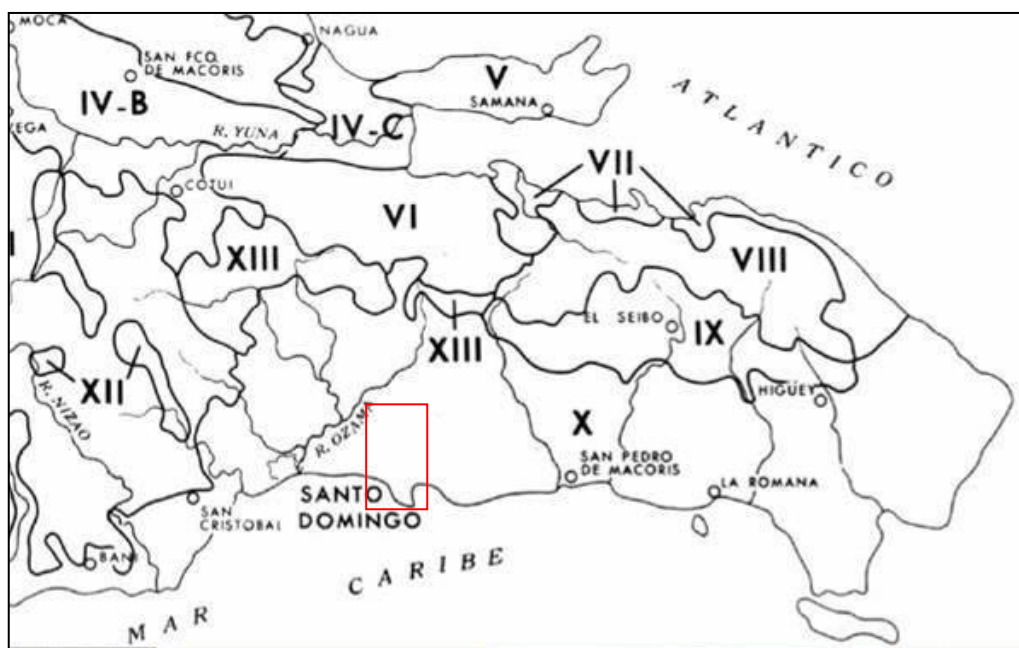 MOCA
NAGUA
SAN FCO.
DE MACORIS
V
SAMANA
ATLANTICO
IV-B
R. YUNA
IV-C
VEGA
VII
COTUI
VI
XIII
VIII
I
EL SEIBO
IX
XIII
XII
R. NIZAO
HIGÜEY
R. OZAMA
X
SAN PEDRO
DE MACORIS
LA ROMANA
SANTO
DOMINGO
SAN
CRISTOBAL
BANI
MAR CARIBE